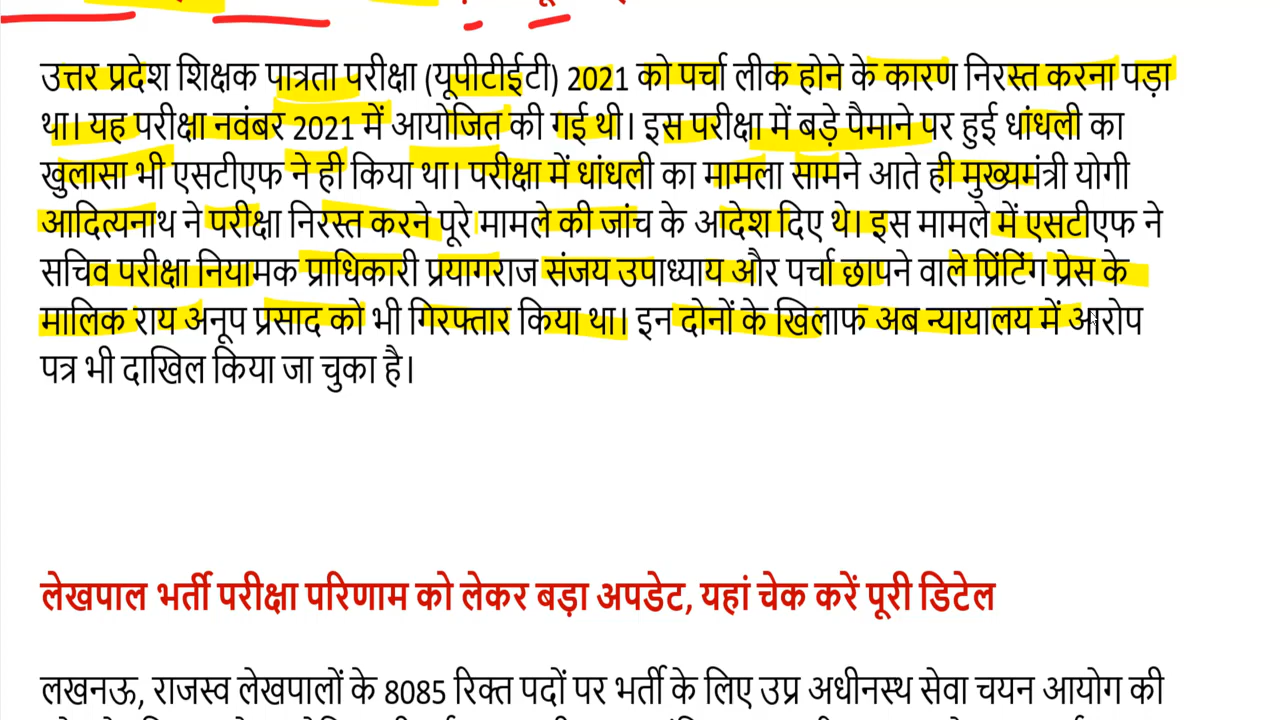 उत्तर प्रदेश शिक्षक पात्रता परीक्षा (यूपीटीईटी) 2021 को पर्चा लीक होने के कारण निरस्त करना पड़ा
था। यह परीक्षा नवंबर 2021 में आयोजित की गई थी। इस परीक्षा में बड़े पैमाने पर हुई धांधली का
खुलासा भी एसटीएफ ने ही किया था। परीक्षा में धांधली का मामला सामने आते ही मुख्यमंत्री योगी
आदित्यनाथ ने परीक्षा निरस्त करने पूरे मामले की जांच के आदेश दिए थे। इस मामले में एसटीएफ ने
सचिव परीक्षा नियामक प्राधिकारी प्रयागराज संजय उपाध्याय और पर्चा छापने वाले प्रिंटिंग प्रेस के
मालिक राय अनूप प्रसाद को भी गिरफ्तार किया था। इन दोनों के खिलाफ अब न्यायालय में आरोप
पत्र भी दाखिल किया जा चुका है।
लेखपाल भर्ती परीक्षा परिणाम को लेकर बड़ा अपडेट, यहां चेक करें पूरी डिटेल
लखनऊ, राजस्व लेखपालों के 8085 रिक्त पदों पर भर्ती के लिए उप्र अधीनस्थ सेवा चयन आयोग की